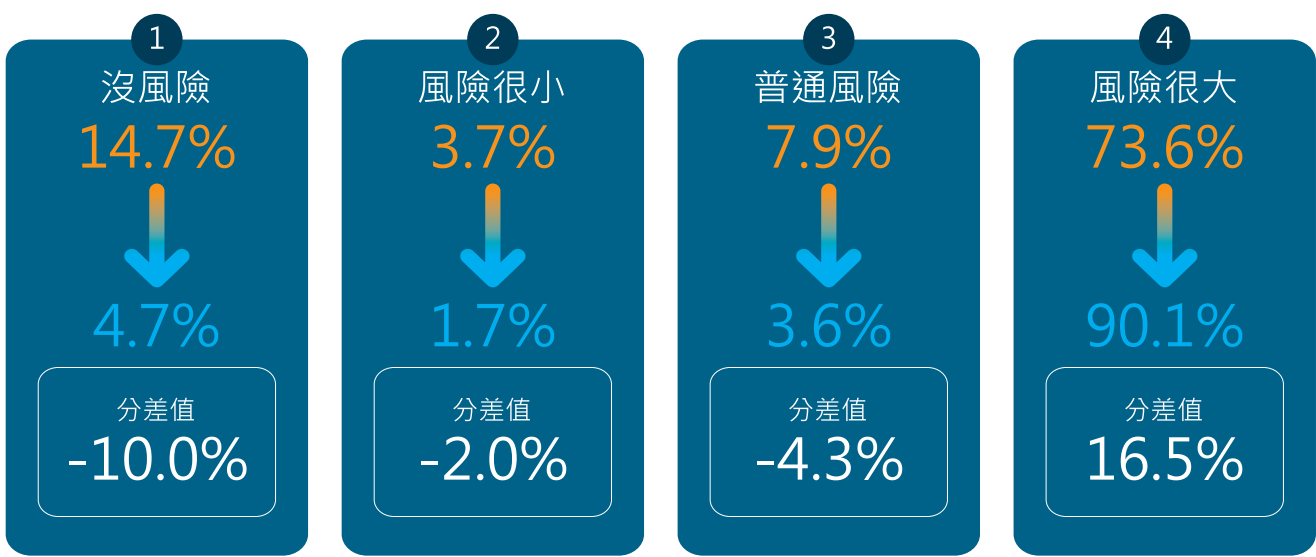 1
沒風險
14.7%
4.7%
分差值
-10.0%
2
風險很小
3.7%
1.7%
分差值
-2.0%
3
普通風險
7.9%
3.6%
分差值
-4.3%
4
風險很大
73.6%
90.1%
分差值
16.5%